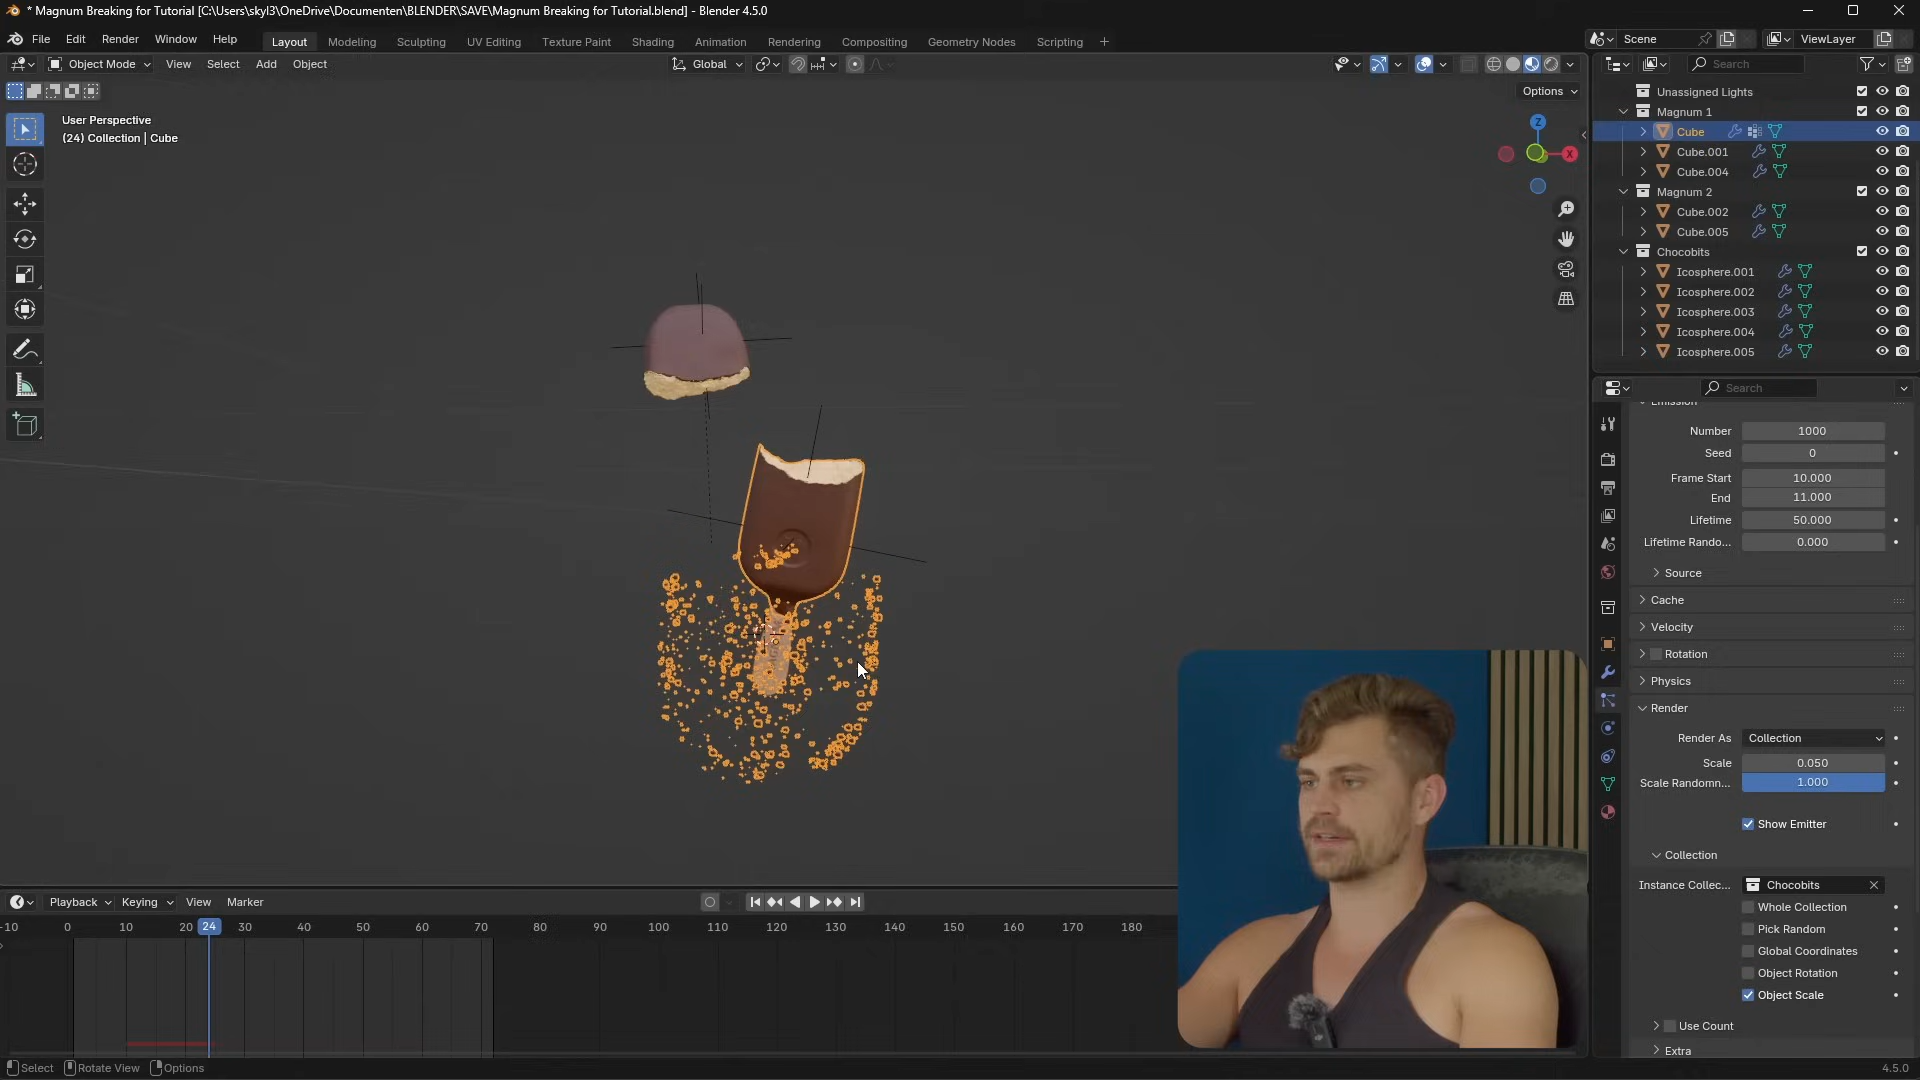 * Magnum Breaking for Tutorial [C:\Users\skyl3\OneDrive\Documenten\BLENDER\SAVE\Magnum Breaking for Tutorial.blend] - Blender 4.5.0
File Edit Render Window Help
Layout Modeling Sculpting UV Editing Texture Paint Shading Animation Rendering Compositing Geometry Nodes Scripting +
Scene ViewLayer
Object Mode View Select Add Object
Global
Search
Options
User Perspective
(24) Collection | Cube
Z
X
Unassigned Lights
Magnum 1
Cube
Cube.001
Cube.004
Magnum 2
Cube.002
Cube.005
Chocobits
Icosphere.001
Icosphere.002
Icosphere.003
Icosphere.004
Icosphere.005
Search
Emission
Number 1000
Seed 0
Frame Start 10.000
End 11.000
Lifetime 50.000
Lifetime Rando... 0.000
Source
Cache
Velocity
Rotation
Physics
Render
Render As Collection
Scale 0.050
Scale Randomn... 1.000
Show Emitter
Collection
Instance Collec... Chocobits
Whole Collection
Pick Random
Global Coordinates
Object Rotation
Object Scale
Use Count
Extra
Playback Keying View Marker
-10 0 10 20 24 30 40 50 60 70 80 90 100 110 120 130 140 150 160 170 180
Select Rotate View Options
4.5.0